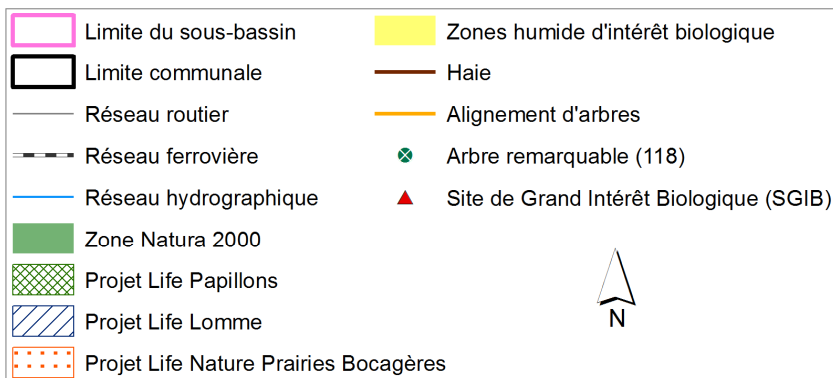 Limite du sous-bassin
Limite communale
Réseau routier
Réseau ferrovière
Réseau hydrographique
Zone Natura 2000
Projet Life Papillons
Projet Life Lomme
Projet Life Nature Prairies Bocagères
Zones humide d'intérêt biologique
Haie
Alignement d'arbres
Arbre remarquable (118)
Site de Grand Intérêt Biologique (SGIB)
N